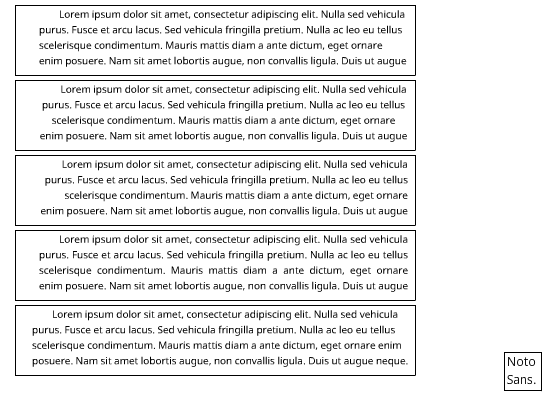 Lorem ipsum dolor sit amet, consectetur adipiscing elit. Nulla sed vehicula
purus. Fusce et arcu lacus. Sed vehicula fringilla pretium. Nulla ac leo eu tellus
scelerisque condimentum. Mauris mattis diam a ante dictum, eget ornare
enim posuere. Nam sit amet lobortis augue, non convallis ligula. Duis ut augue
Lorem ipsum dolor sit amet, consectetur adipiscing elit. Nulla sed vehicula
purus. Fusce et arcu lacus. Sed vehicula fringilla pretium. Nulla ac leo eu tellus
scelerisque condimentum. Mauris mattis diam a ante dictum, eget ornare
enim posuere. Nam sit amet lobortis augue, non convallis ligula. Duis ut augue
Lorem ipsum dolor sit amet, consectetur adipiscing elit. Nulla sed vehicula
purus. Fusce et arcu lacus. Sed vehicula fringilla pretium. Nulla ac leo eu tellus
scelerisque condimentum. Mauris mattis diam a ante dictum, eget ornare
enim posuere. Nam sit amet lobortis augue, non convallis ligula. Duis ut augue
Lorem ipsum dolor sit amet, consectetur adipiscing elit. Nulla sed vehicula
purus. Fusce et arcu lacus. Sed vehicula fringilla pretium. Nulla ac leo eu tellus
scelerisque condimentum. Mauris mattis diam a ante dictum, eget ornare
enim posuere. Nam sit amet lobortis augue, non convallis ligula. Duis ut augue
Lorem ipsum dolor sit amet, consectetur adipiscing elit. Nulla sed vehicula
purus. Fusce et arcu lacus. Sed vehicula fringilla pretium. Nulla ac leo eu tellus
scelerisque condimentum. Mauris mattis diam a ante dictum, eget ornare enim
posuere. Nam sit amet lobortis augue, non convallis ligula. Duis ut augue neque.
Noto
Sans.